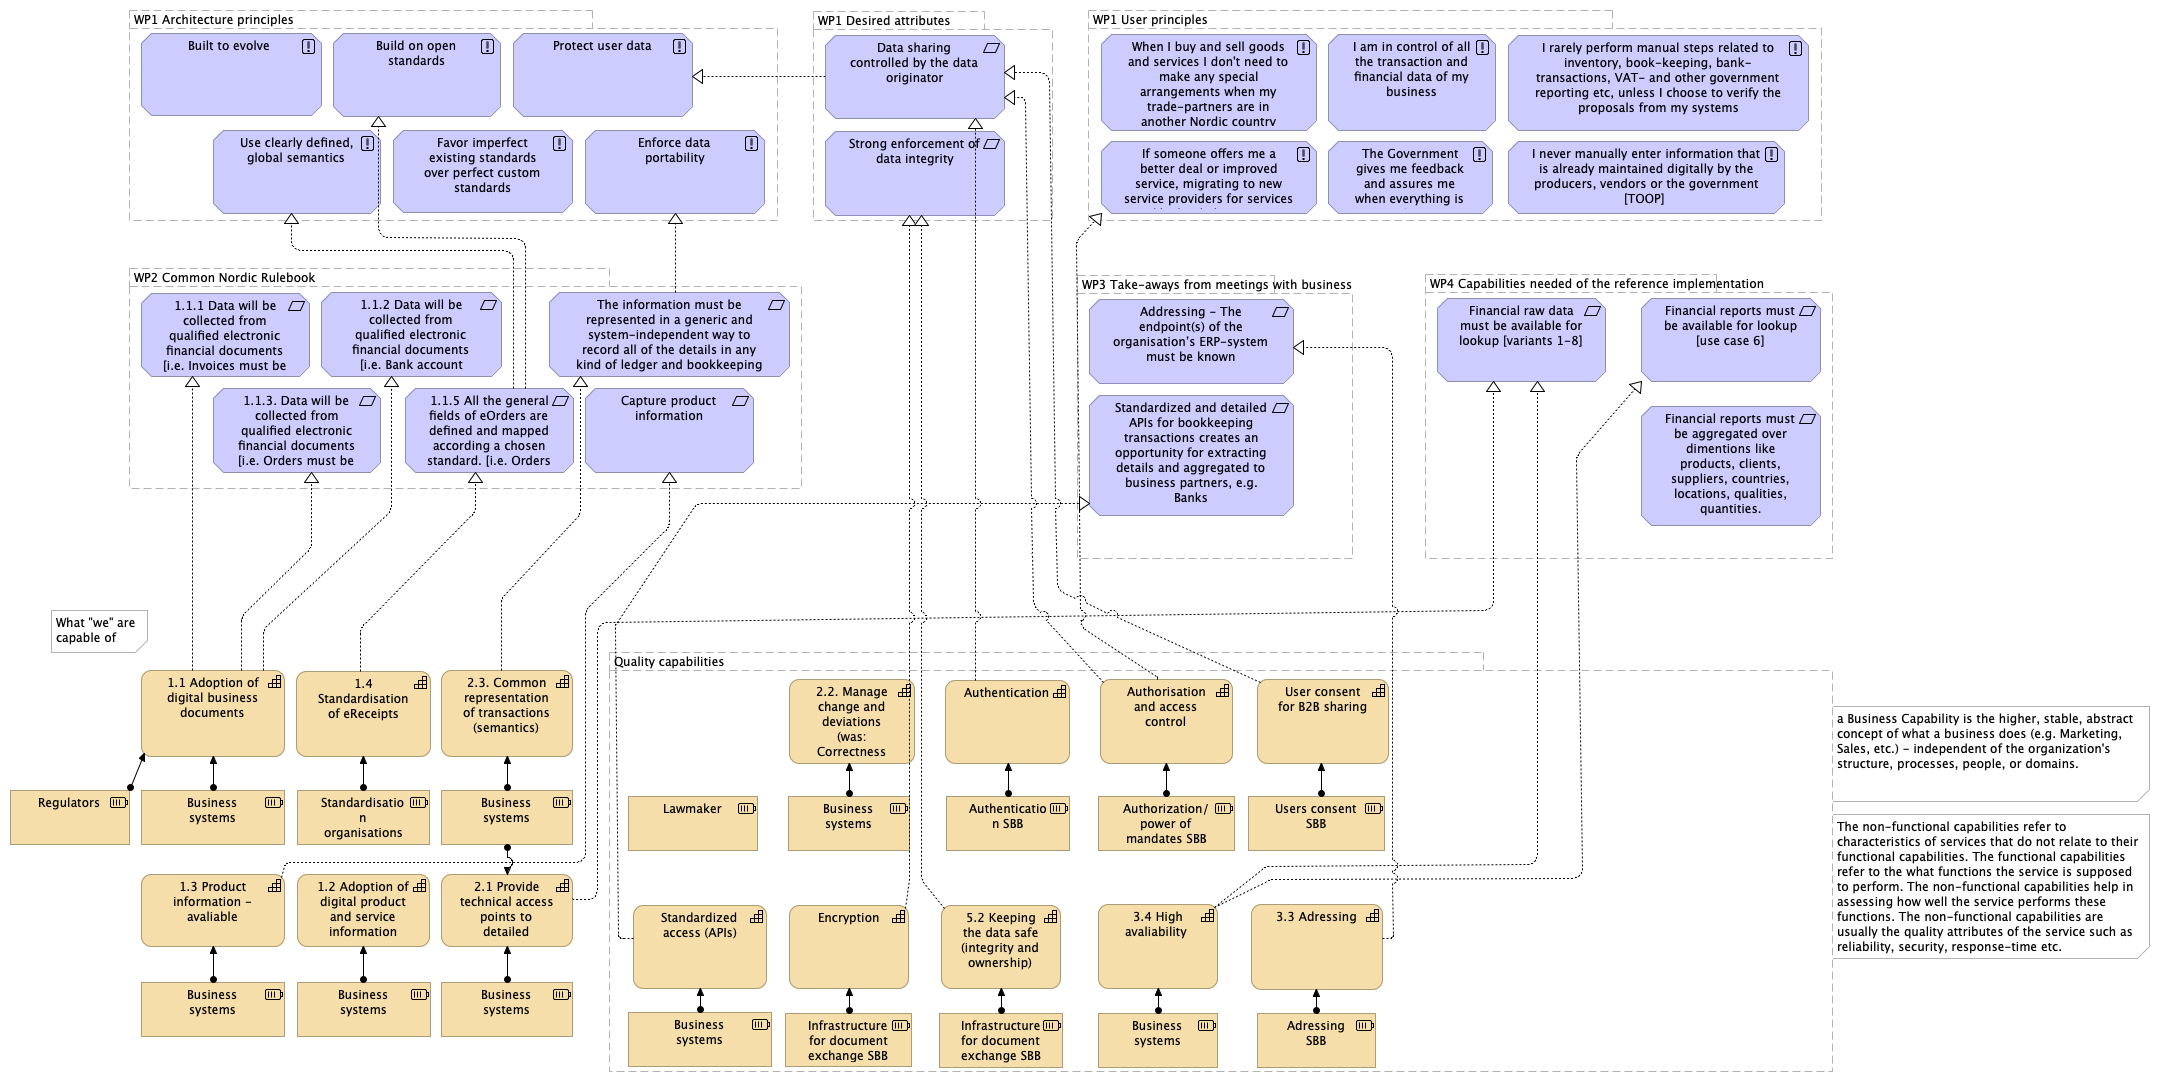 WP1 Architecture principles
Built to evolve
Build on open
standards
Protect user data
Use clearly defined,
global semantics
Favor imperfect
existing standards
over perfect custom
standards
Enforce data
portability
WP1 Desired attributes
Data sharing
controlled by the data
originator
Strong enforcement of
data integrity
WP1 User principles
When I buy and sell goods
and services I don't need to
make any special
arrangements when my
trade-partners are in
another Nordic country
I am in control of all
the transaction and
financial data of my
business
I rarely perform manual steps related to
inventory, book-keeping, bank-
transactions, VAT- and other government
reporting etc, unless I choose to verify the
proposals from my systems
If someone offers me a
better deal or improved
service, migrating to new
service providers for services
The Government
gives me feedback
and assures me
when everything is
I never manually enter information that
is already maintained digitally by the
producers, vendors or the government
[TOOP]
WP2 Common Nordic Rulebook
1.1.1 Data will be
collected from
qualified electronic
financial documents
[i.e. Invoices must be
1.1.2 Data will be
collected from
qualified electronic
financial documents
[i.e. Bank account
The information must be
represented in a generic and
system-independent way to
record all of the details in any
kind of ledger and bookkeeping
1.1.3. Data will be
collected from
qualified electronic
financial documents
[i.e. Orders must be
1.1.5 All the general
fields of eOrders are
defined and mapped
according a chosen
standard. [i.e. Orders
Capture product
information
WP3 Take-aways from meetings with business
Addressing - The
endpoint(s) of the
organisation's ERP-system
must be known
Standardized and detailed
APIs for bookkeeping
transactions creates an
opportunity for extracting
details and aggregated to
business partners, e.g.
Banks
WP4 Capabilities needed of the reference implementation
Financial raw data
must be available for
lookup [variants 1-8]
Financial reports must
be available for lookup
[use case 6]
Financial reports must
be aggregated over
dimentions like
products, clients,
suppliers, countries,
locations, qualities,
quantities.
What "we" are
capable of
1.1 Adoption of
digital business
documents
1.4
Standardisation
of eReceipts
2.3. Common
representation
of transactions
(semantics)
Regulators
Business
systems
Standardisatio
n
organisations
Business
systems
1.3 Product
information -
avaliable
1.2 Adoption of
digital product
and service
information
2.1 Provide
technical access
points to
detailed
Business
systems
Business
systems
Business
systems
Quality capabilities
2.2. Manage
change and
deviations
(was:
Correctness
Authentication
Authorisation
and access
control
User consent
for B2B sharing
Lawmaker
Business
systems
Authenticatio
n SBB
Authorization/
power of
mandates SBB
Users consent
SBB
Standardized
access (APIs)
Encryption
5.2 Keeping
the data safe
(integrity and
ownership)
3.4 High
avaliability
3.3 Adressing
Business
systems
Infrastructure
for document
exchange SBB
Infrastructure
for document
exchange SBB
Business
systems
Adressing
SBB
a Business Capability is the higher, stable, abstract
concept of what a business does (e.g. Marketing,
Sales, etc.) - independent of the organization's
structure, processes, people, or domains.
The non-functional capabilities refer to
characteristics of services that do not relate to their
functional capabilities. The functional capabilities
refer to the what functions the service is supposed
to perform. The non-functional capabilities help in
assessing how well the service performs these
functions. The non-functional capabilities are
usually the quality attributes of the service such as
reliability, security, response-time etc.